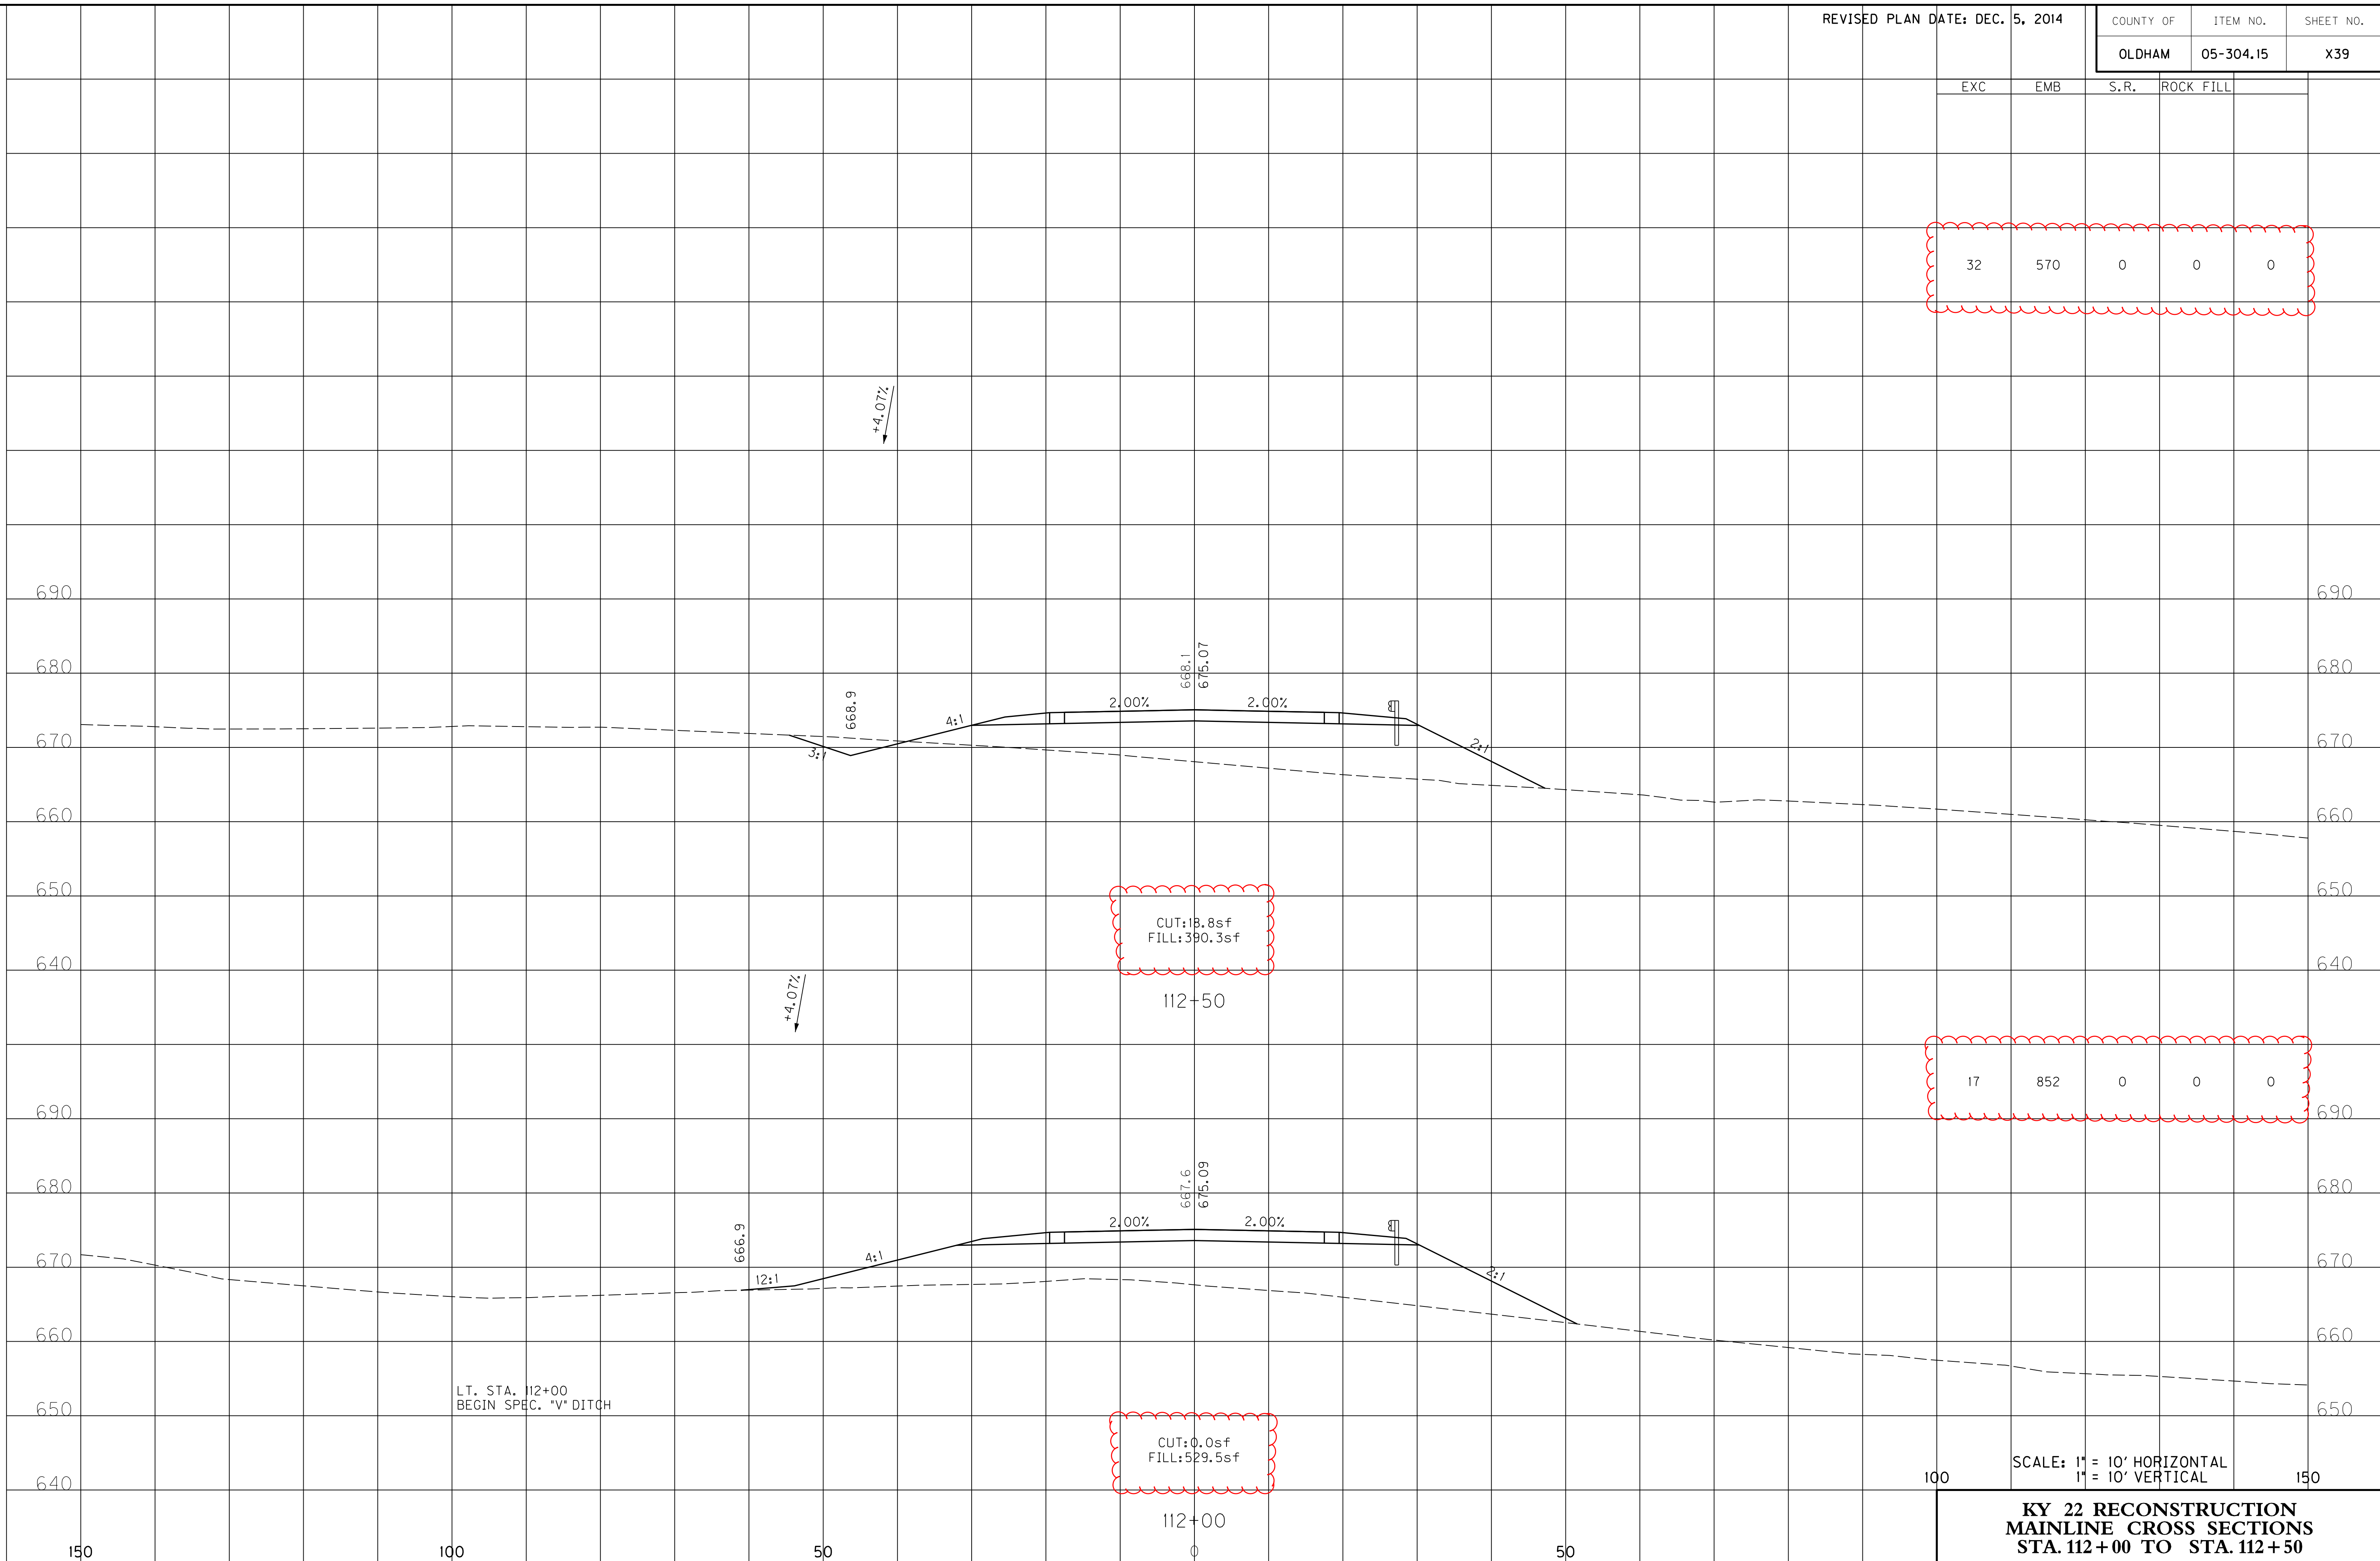 REVISED PLAN DATE: DEC. 5, 2014
COUNTY OF ITEM NO. SHEET NO.
OLDHAM 05-304.15 X39
EXC EMB S.R. ROCK FILL
32 570 0 0 0
+4.07%
690 690
680 680
670 670
660 660
650 650
640 640
668.1
675.07
668.9
2.00% 2.00%
4:1
3:1
2:1
CUT:18.8sf
FILL:390.3sf
112+50
+4.07%
17 852 0 0 0
690 690
680 680
670 670
660 660
650 650
640
667.6
675.09
666.9
2.00% 2.00%
4:1
12:1
2:1
LT. STA. 112+00
BEGIN SPEC. "V" DITCH
CUT:0.0sf
FILL:529.5sf
112+00
SCALE: 1" = 10' HORIZONTAL
1" = 10' VERTICAL
100 150
150 100 50 0 50
KY 22 RECONSTRUCTION
MAINLINE CROSS SECTIONS
STA. 112+00 TO STA. 112+50